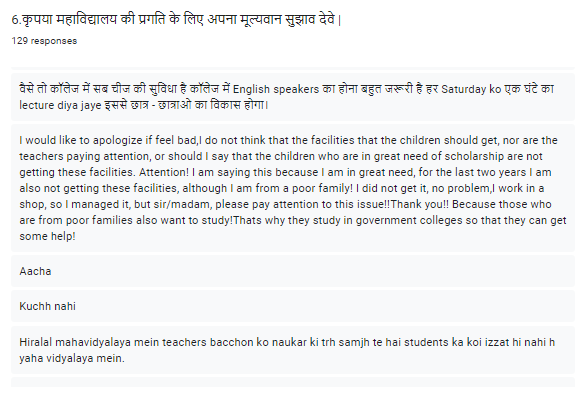 6.कृपया महाविद्यालय की प्रगति के लिए अपना मूल्यवान सुझाव देवे |
129 responses
वैसे तो कॉलेज में सब चीज की सुविधा है कॉलेज में English speakers का होना बहुत जरूरी है हर Saturday ko एक घंटे का
lecture diya jaye इससे छात्र - छात्राओ का विकास होगा।
I would like to apologize if feel bad,I do not think that the facilities that the children should get, nor are the
teachers paying attention, or should I say that the children who are in great need of scholarship are not
getting these facilities. Attention! I am saying this because I am in great need, for the last two years I am
also not getting these facilities, although I am from a poor family! I did not get it, no problem,I work in a
shop, so I managed it, but sir/madam, please pay attention to this issue!!Thank you!! Because those who
are from poor families also want to study!Thats why they study in government colleges so that they can get
some help!
Aacha
Kuchh nahi
Hiralal mahavidyalaya mein teachers bacchon ko naukar ki trh samjh te hai students ka koi izzat hi nahi h
yaha vidyalaya mein.